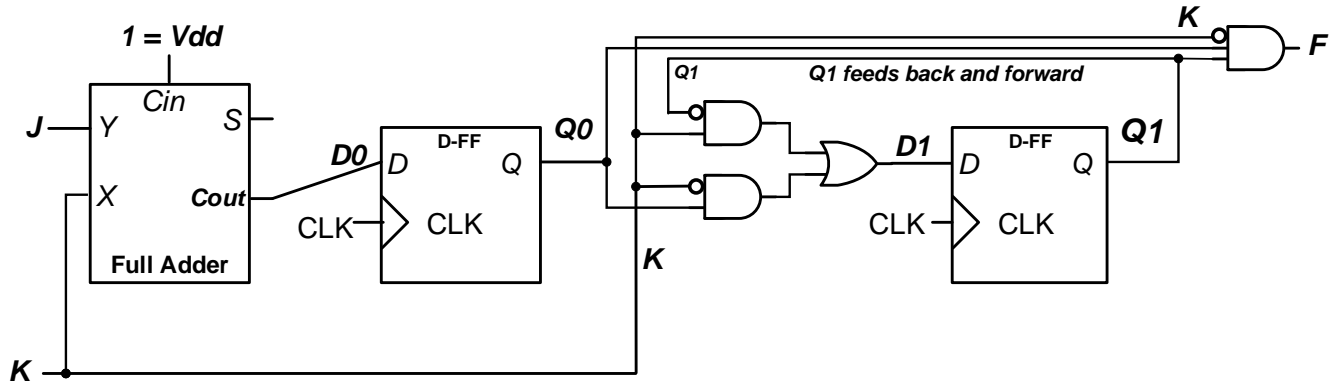 1 = Vdd
K
F
Cin
Q1
Q1 feeds back and forward
J
Y
S
Q0
D-FF
D-FF
D0
D
Q
D1
D
Q
Q1
X
Cout
CLK
CLK
CLK
CLK
Full Adder
K
K